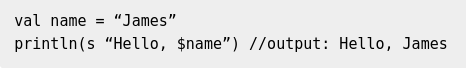 val name = “James”
println(s “Hello, $name”) //output: Hello, James